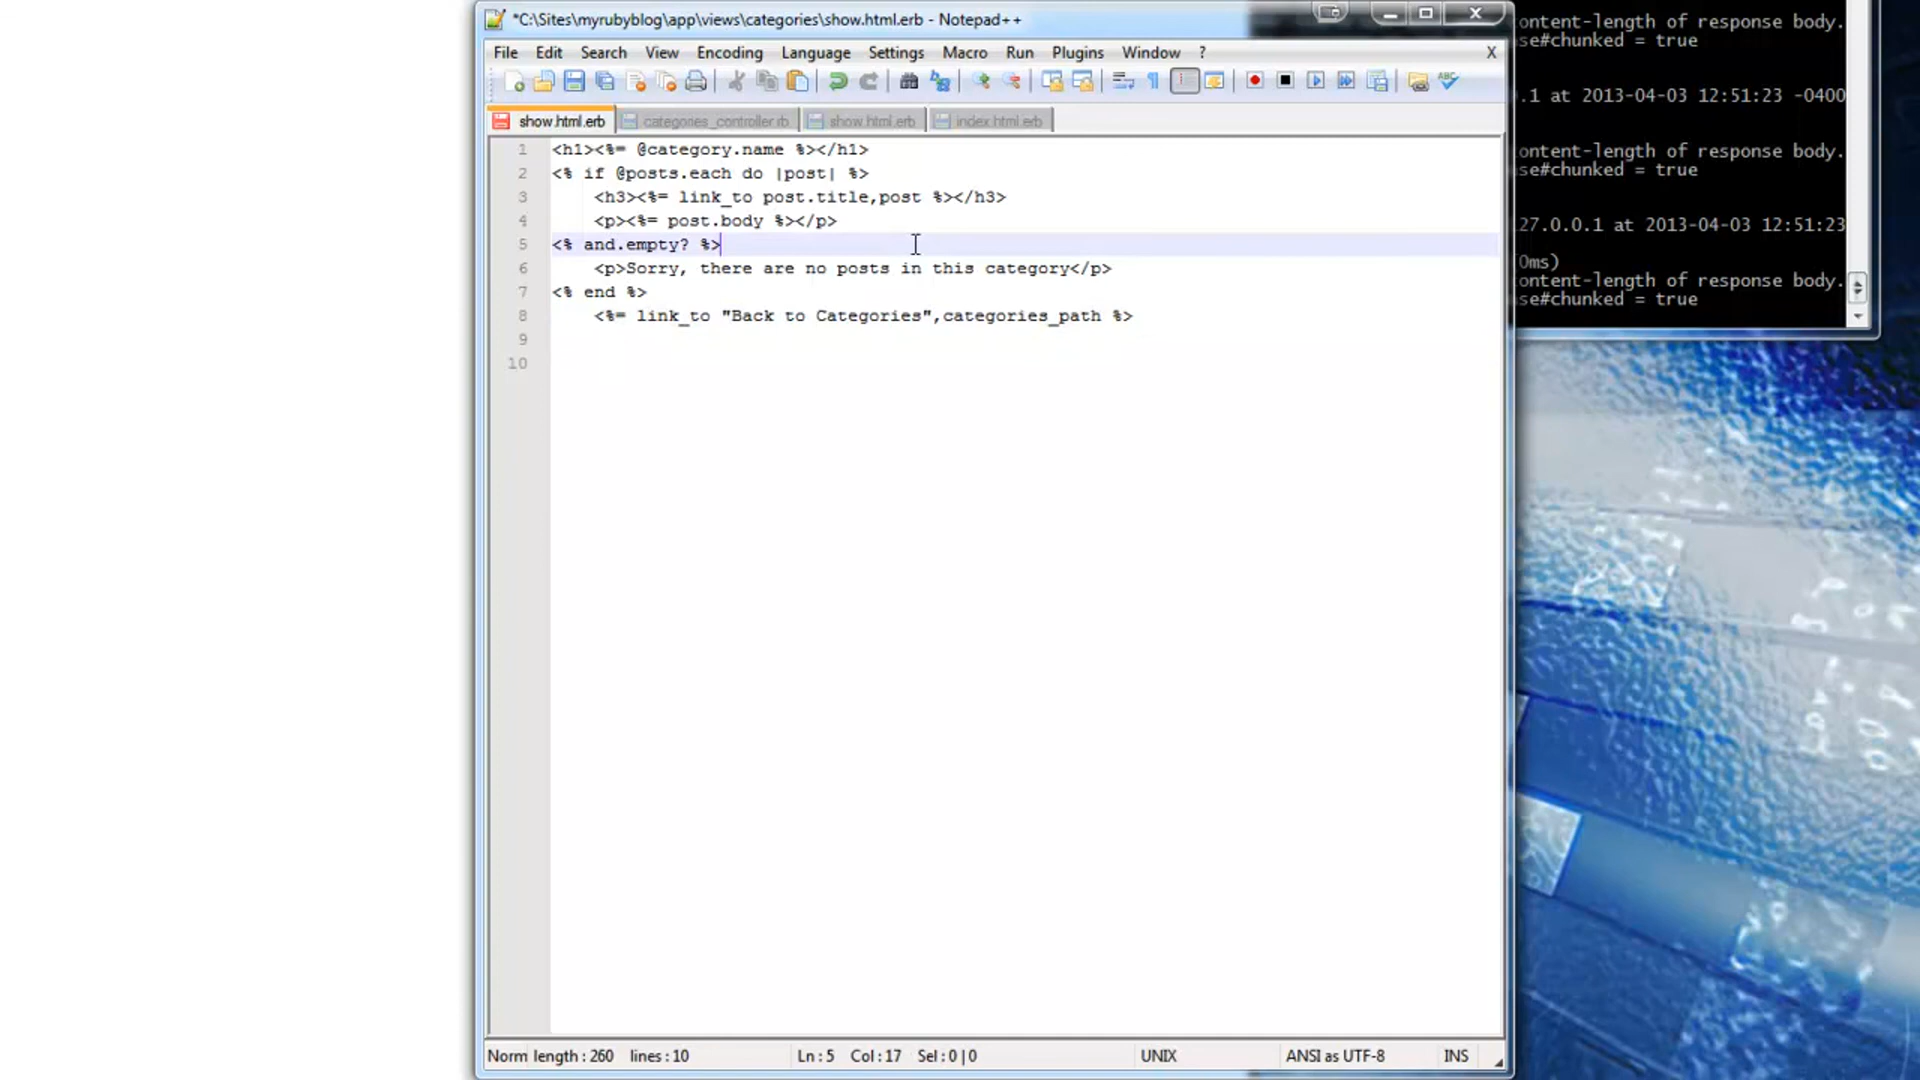 *C:\Sites\myrubyblog\app\views\categories\show.html.erb - Notepad++
File Edit Search View Encoding Language Settings Macro Run Plugins Window ? X
show.html.erb categories_controller.rb show.html.erb index.html.erb
1 <h1><%= @category.name %></h1>
2 <% if @posts.each do |post| %>
3 <h3><%= link_to post.title,post %></h3>
4 <p><%= post.body %></p>
5 <% and.empty? %>
6 <p>Sorry, there are no posts in this category</p>
7 <% end %>
8 <%= link_to "Back to Categories",categories_path %>
9
10
Norm length : 260 lines : 10 Ln : 5 Col : 17 Sel : 0 | 0 UNIX ANSI as UTF-8 INS
ontent-length of response body.
se#chunked = true
.1 at 2013-04-03 12:51:23 -0400
ontent-length of response body.
se#chunked = true
27.0.0.1 at 2013-04-03 12:51:23
0ms)
ontent-length of response body.
se#chunked = true